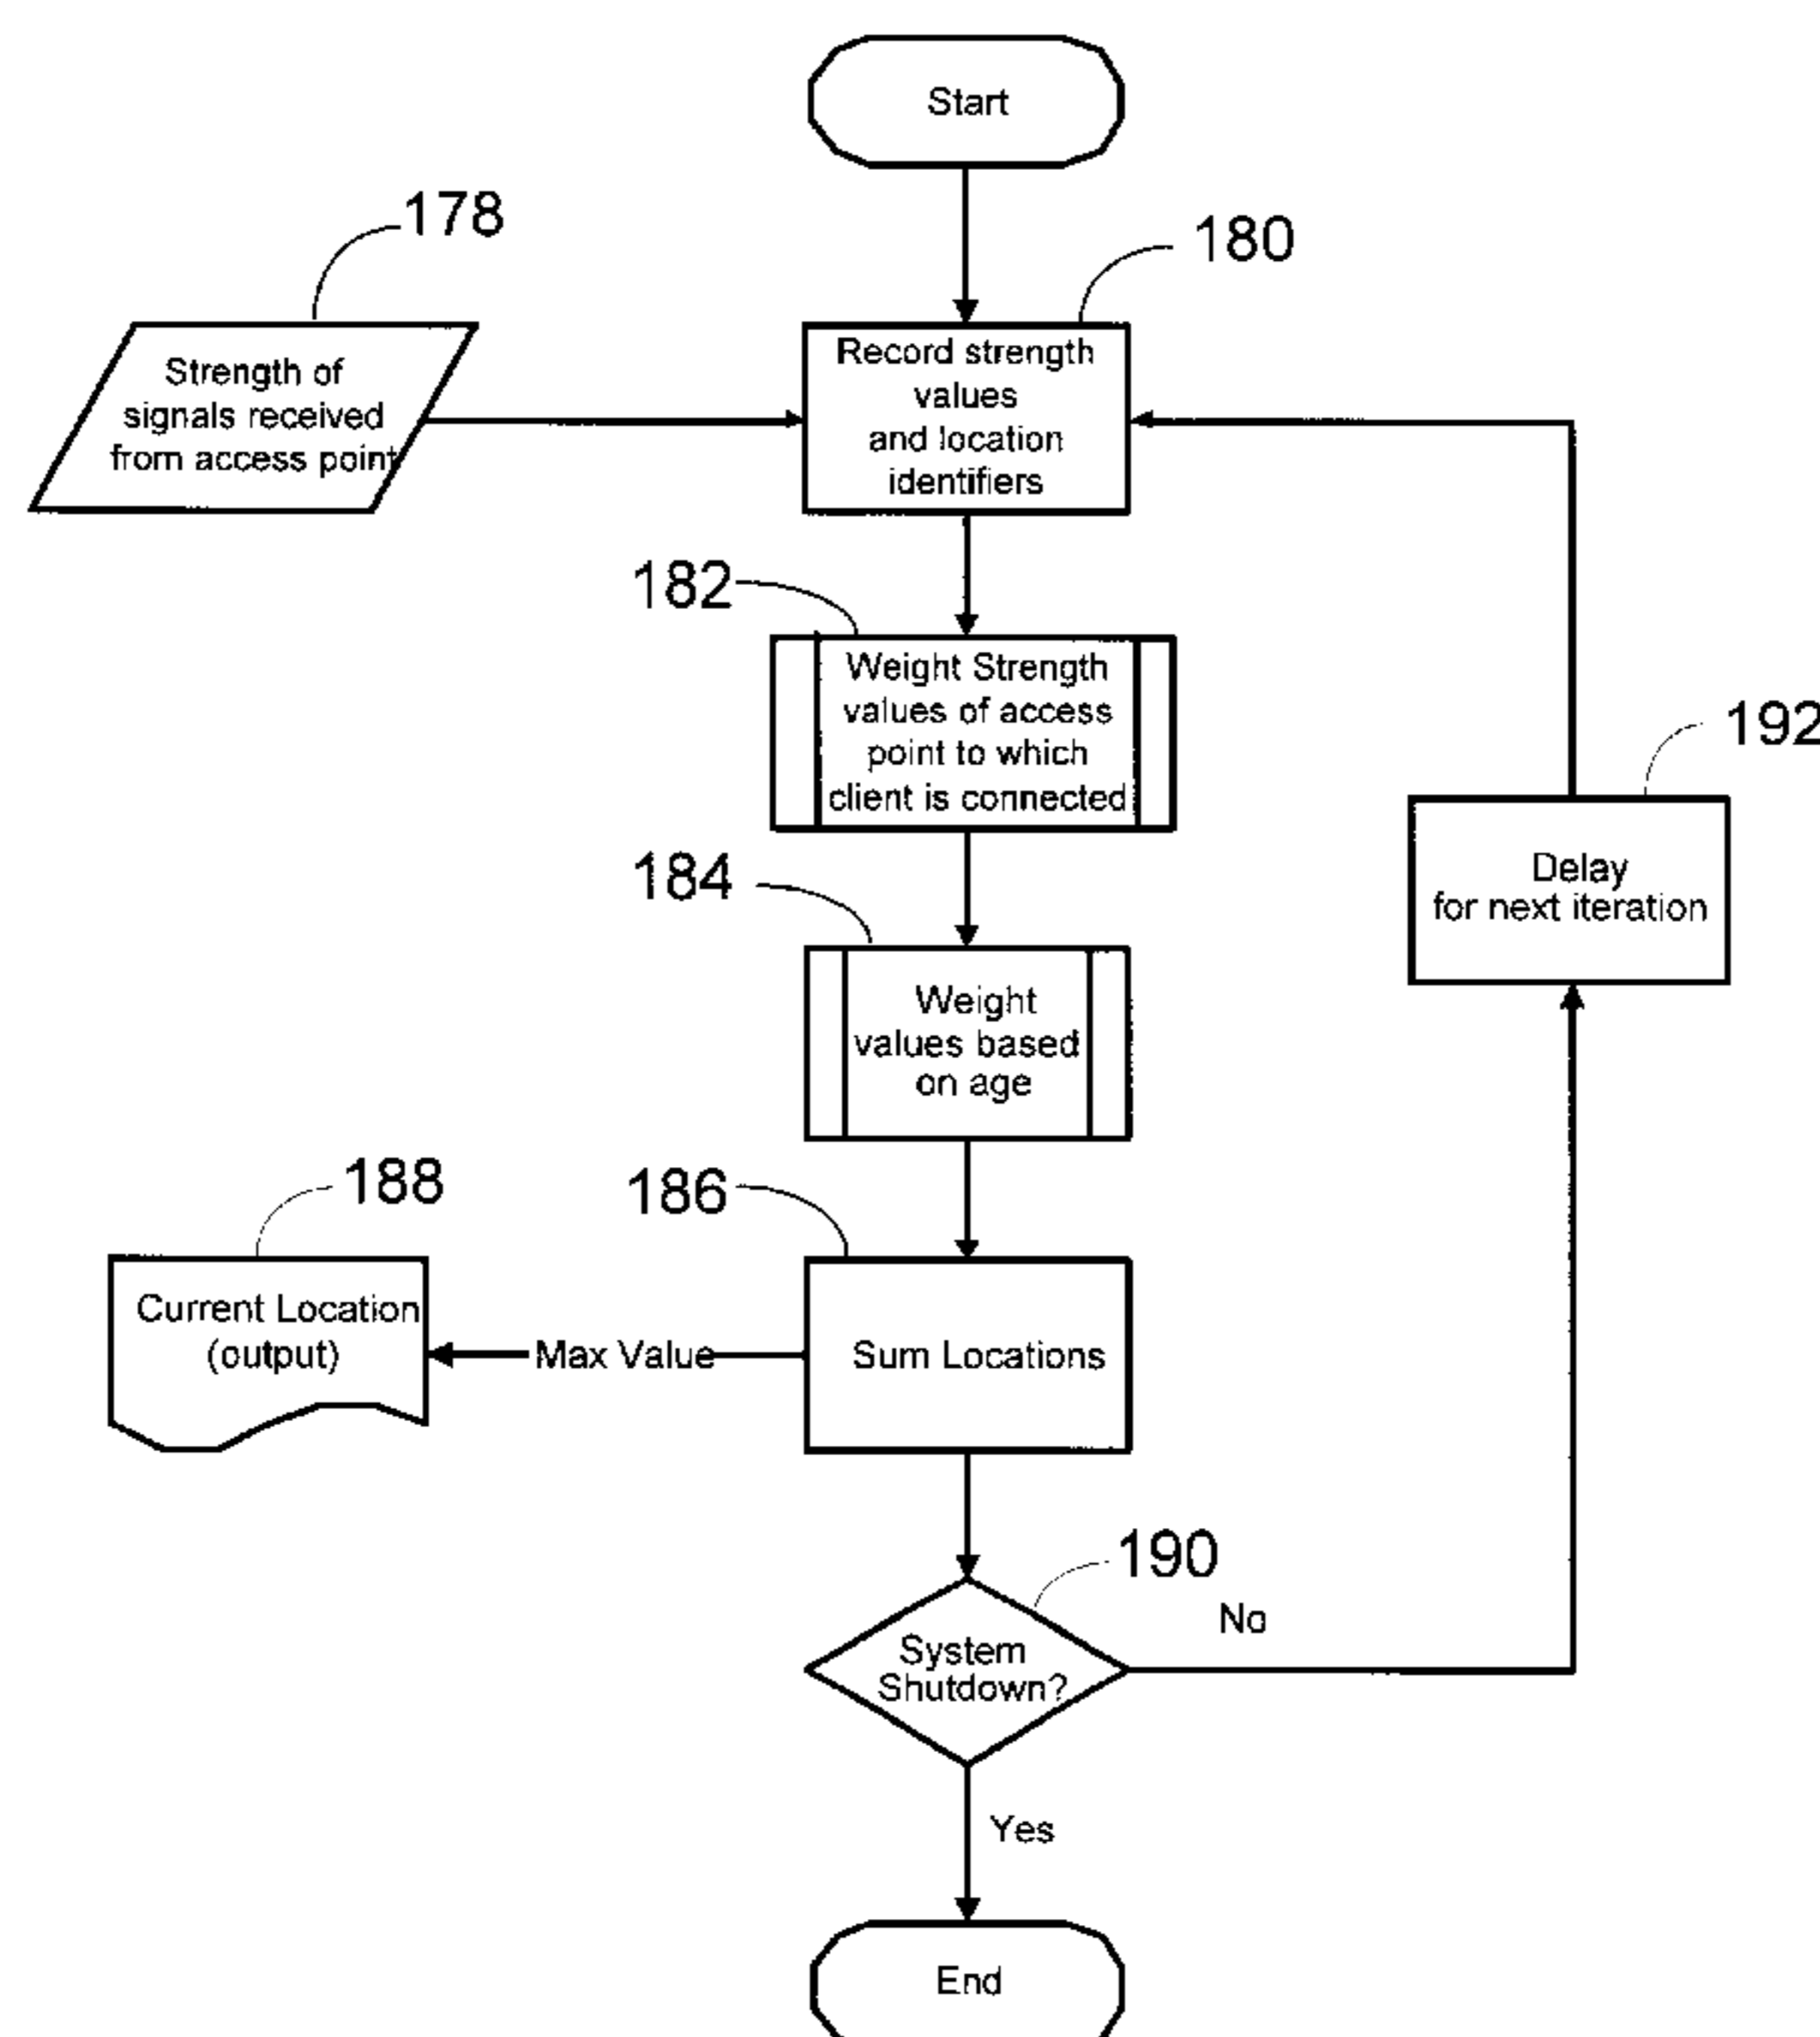 Start
178
180
Strength of
signals received
from access point
Record strength
values
and location
identifiers
182
Weight Strength
values of access
point to which
client is connected
192
Delay
for next iteration
184
Weight
values based
on age
188
186
Current Location
(output)
Max Value
Sum Locations
190
No
System
Shutdown?
Yes
End